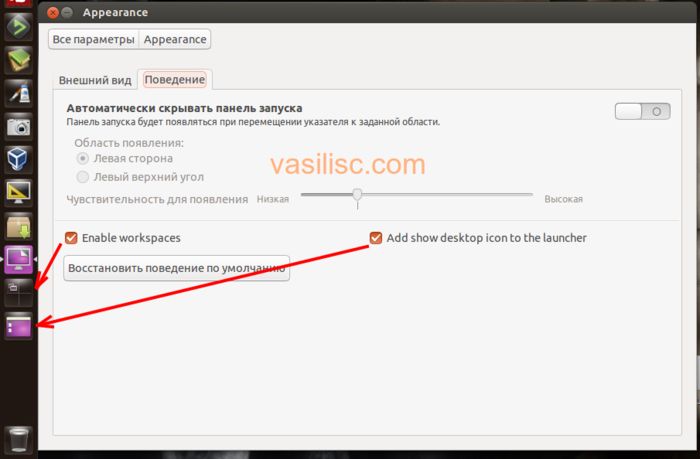 Appearance
Все параметры Appearance
Внешний вид Поведение
Автоматически скрывать панель запуска
Панель запуска будет появляться при перемещении указателя к заданной области.
Область появления:
Левая сторона
vasilisc.com
Левый верхний угол
Чувствительность для появления Низкая Высокая
Enable workspaces Add show desktop icon to the launcher
Восстановить поведение по умолчанию